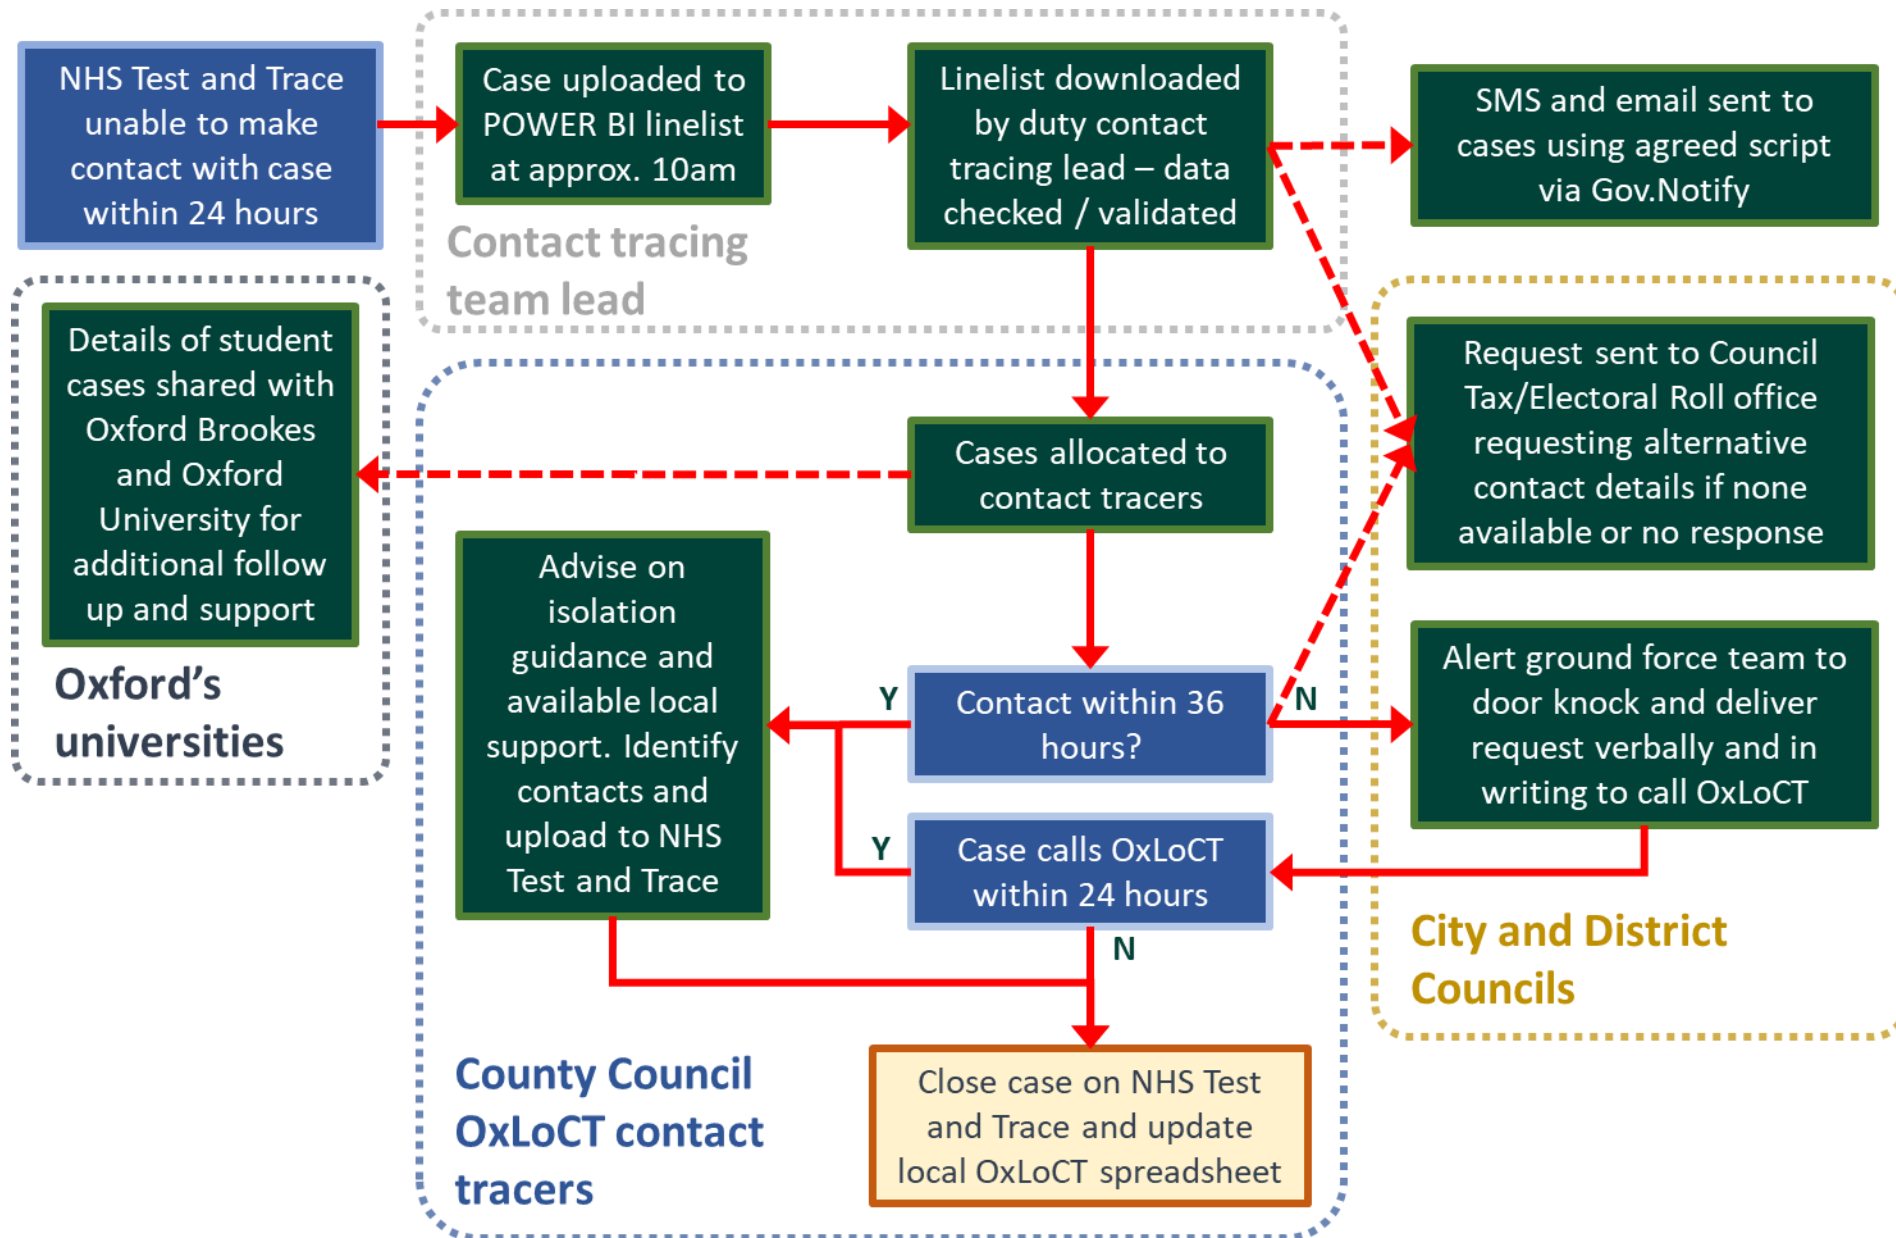 NHS Test and Trace
unable to make
contact with case
within 24 hours
Case uploaded to
POWER BI linelist
at approx. 10am
Linelist downloaded
by duty contact
tracing lead – data
checked / validated
SMS and email sent to
cases using agreed script
via Gov.Notify
Contact tracing
team lead
Details of student
cases shared with
Oxford Brookes
and Oxford
University for
additional follow
up and support
Oxford's
universities
Cases allocated to
contact tracers
Request sent to Council
Tax/Electoral Roll office
requesting alternative
contact details if none
available or no response
Advise on
isolation
guidance and
available local
support. Identify
contacts and
upload to NHS
Test and Trace
Y
Contact within 36
hours?
N
Alert ground force team to
door knock and deliver
request verbally and in
writing to call OxLoCT
Y
Case calls OxLoCT
within 24 hours
N
City and District
Councils
County Council
OxLoCT contact
tracers
Close case on NHS Test
and Trace and update
local OxLoCT spreadsheet